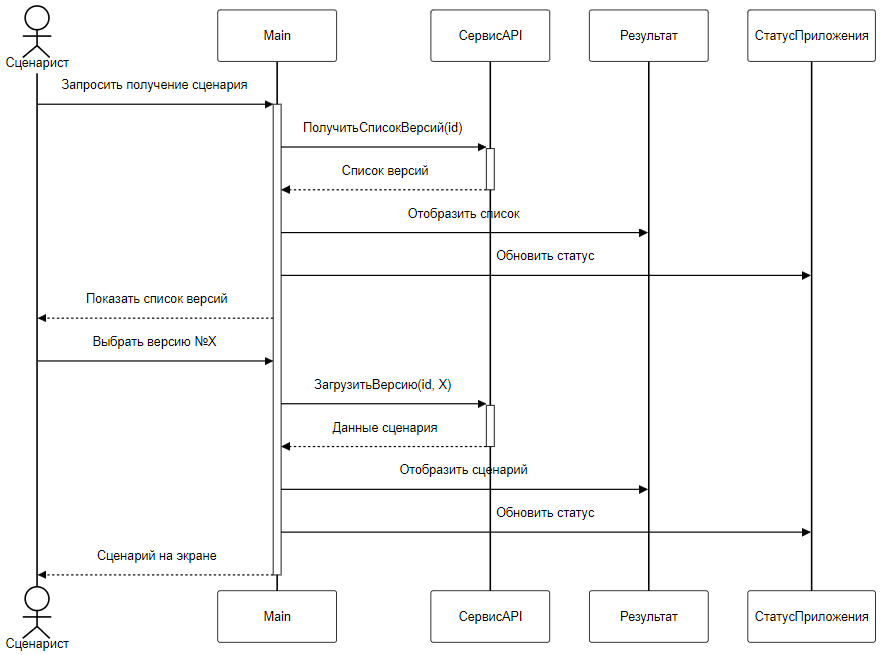 Сценарист
Main
СервисAPI
Результат
СтатусПриложения
Запросить получение сценария
ПолучитьСписокВерсий(id)
Список версий
Отобразить список
Обновить статус
Показать список версий
Выбрать версию №X
ЗагрузитьВерсию(id, X)
Данные сценария
Отобразить сценарий
Обновить статус
Сценарий на экране
Сценарист
Main
СервисAPI
Результат
СтатусПриложения